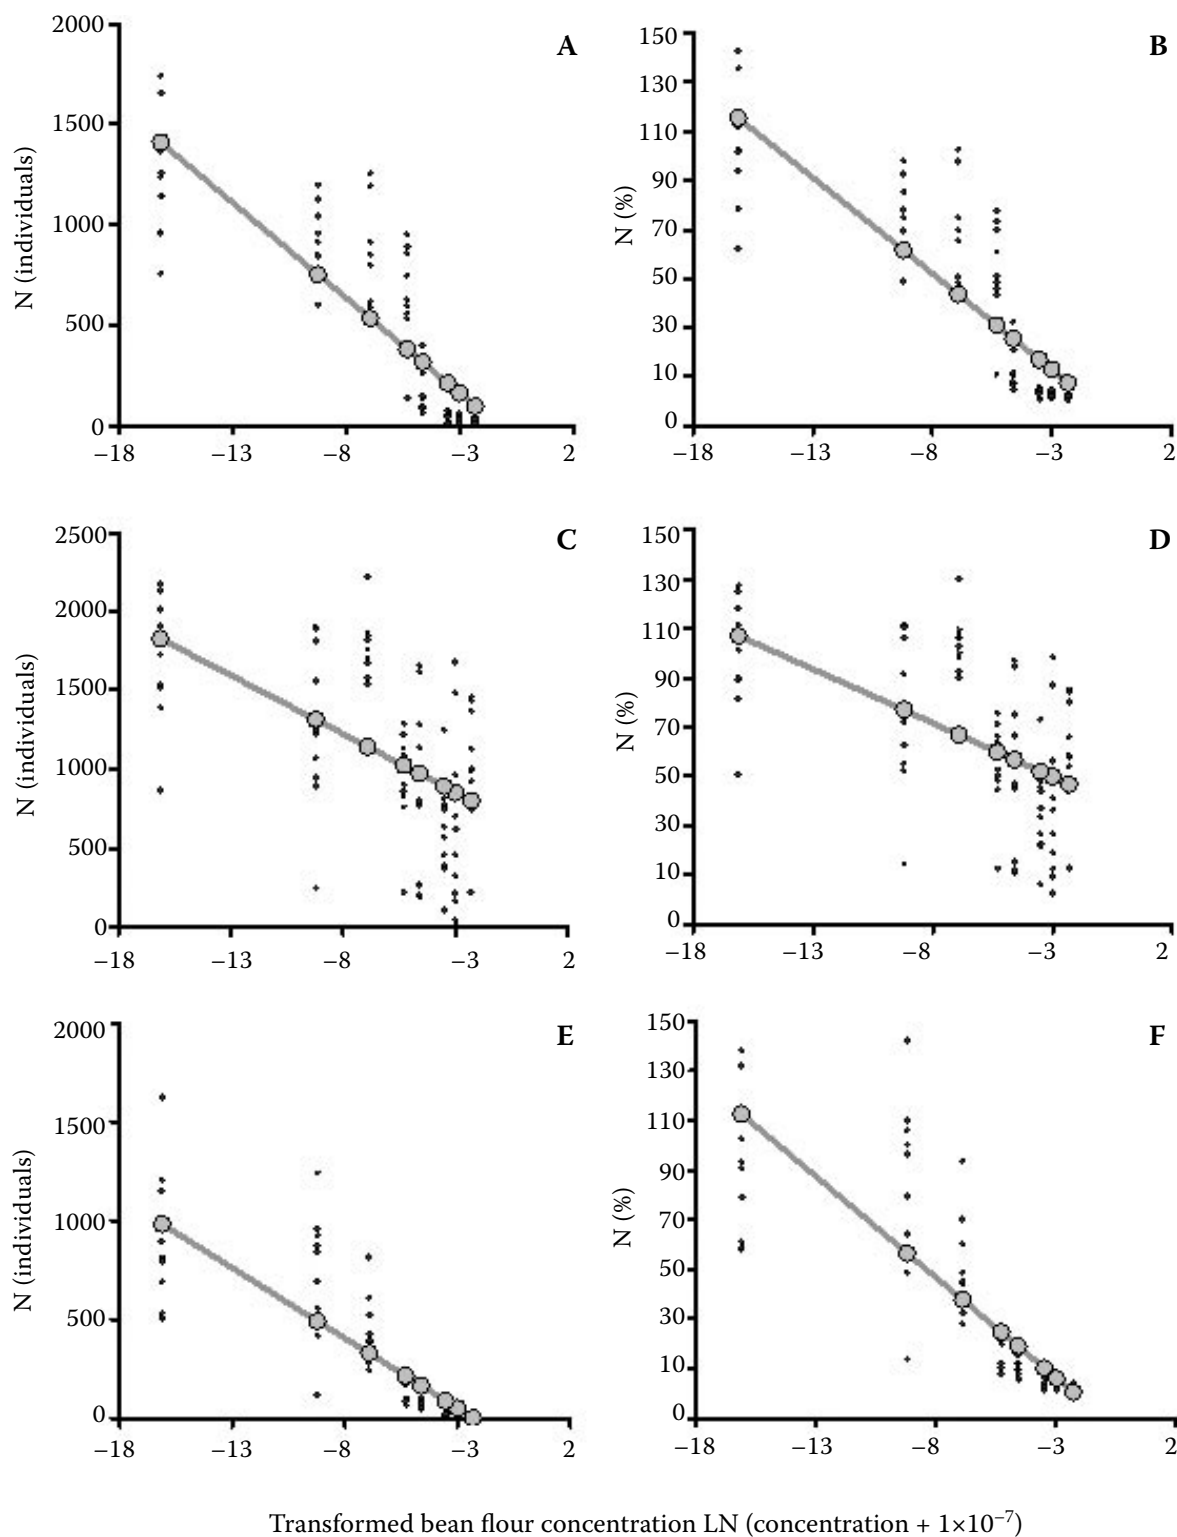 A
2000
1500
1000
500
0
N (individuals)
−18 −13 −8 −3 2
B
150
130
110
90
70
50
30
10
0
N (%)
−18 −13 −8 −3 2
C
2500
2000
1500
1000
500
0
N (individuals)
−18 −13 −8 −3 2
D
150
130
110
90
70
50
30
10
0
N (%)
−18 −13 −8 −3 2
E
2000
1500
1000
500
0
N (individuals)
−18 −13 −8 −3 2
F
150
130
110
90
70
50
30
10
0
N (%)
−18 −13 −8 −3 2
Transformed bean flour concentration LN (concentration + 1×10⁻⁷)